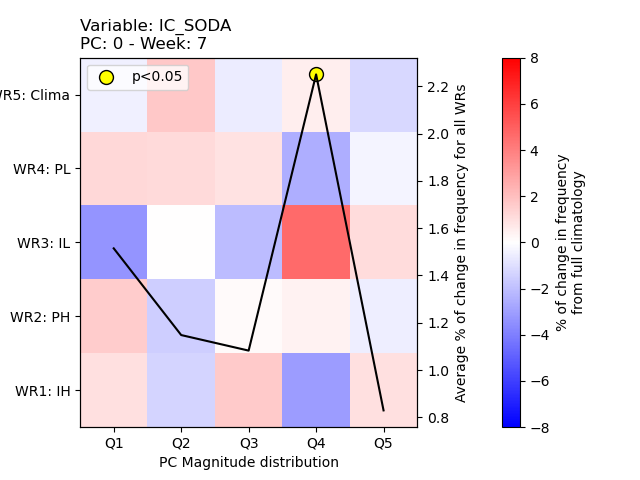 Variable: IC_SODA
PC: 0 - Week: 7
p<0.05
WR5: Clima
WR4: PL
WR3: IL
WR2: PH
WR1: IH
Q1 Q2 Q3 Q4 Q5
PC Magnitude distribution
2.2
2.0
1.8
1.6
1.4
1.2
1.0
0.8
Average % of change in frequency for all WRs
8
6
4
2
0
−2
−4
−6
−8
% of change in frequency
from full climatology